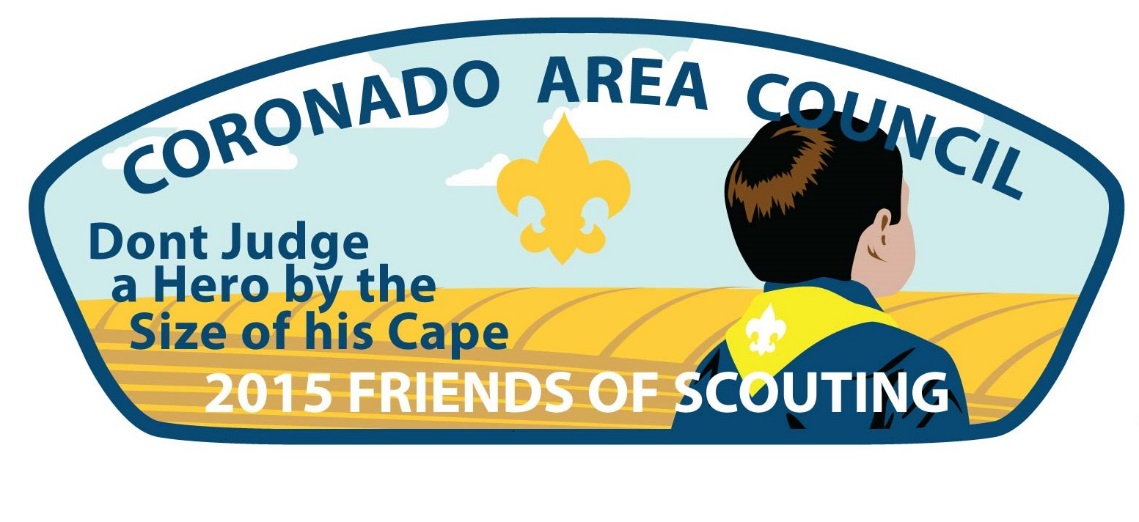 CORONADO AREA COUNCIL
Dont Judge
a Hero by the
Size of his Cape
2015 FRIENDS OF SCOUTING